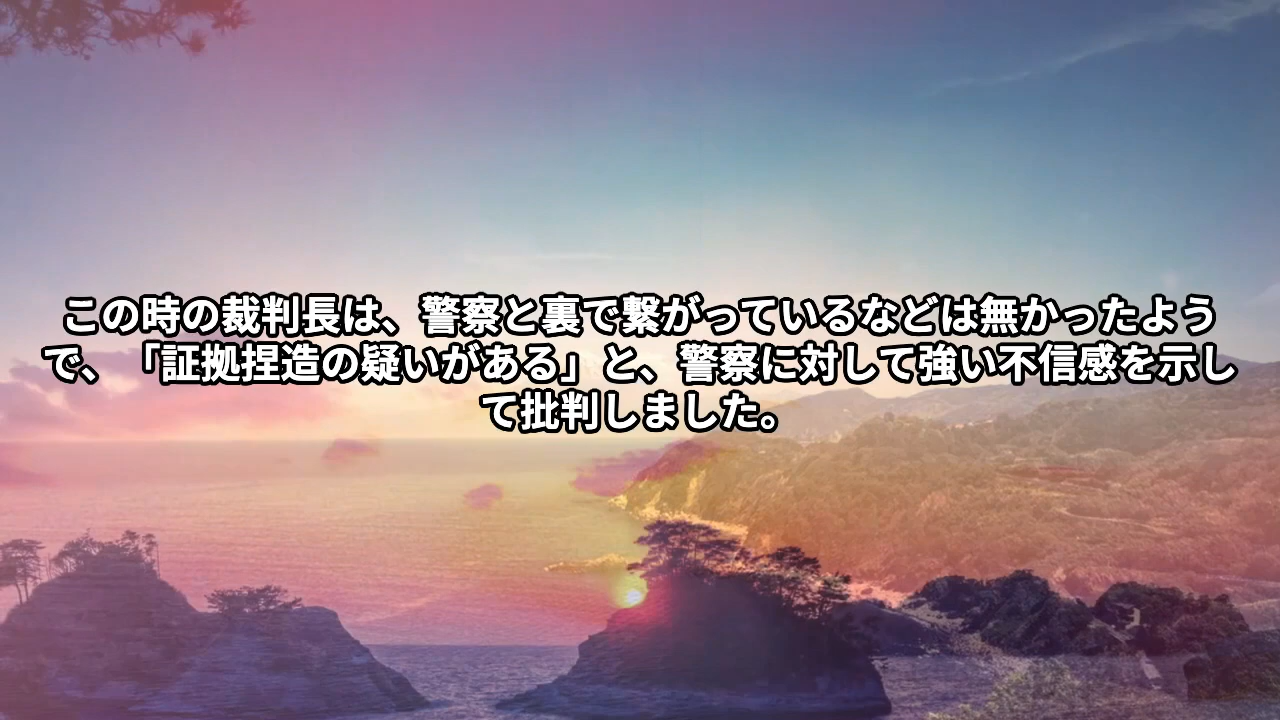 この時の裁判長は、警察と裏で繋がっているなどは無かったよう
で、「証拠捏造の疑いがある」と、警察に対して強い不信感を示し
て批判しました。